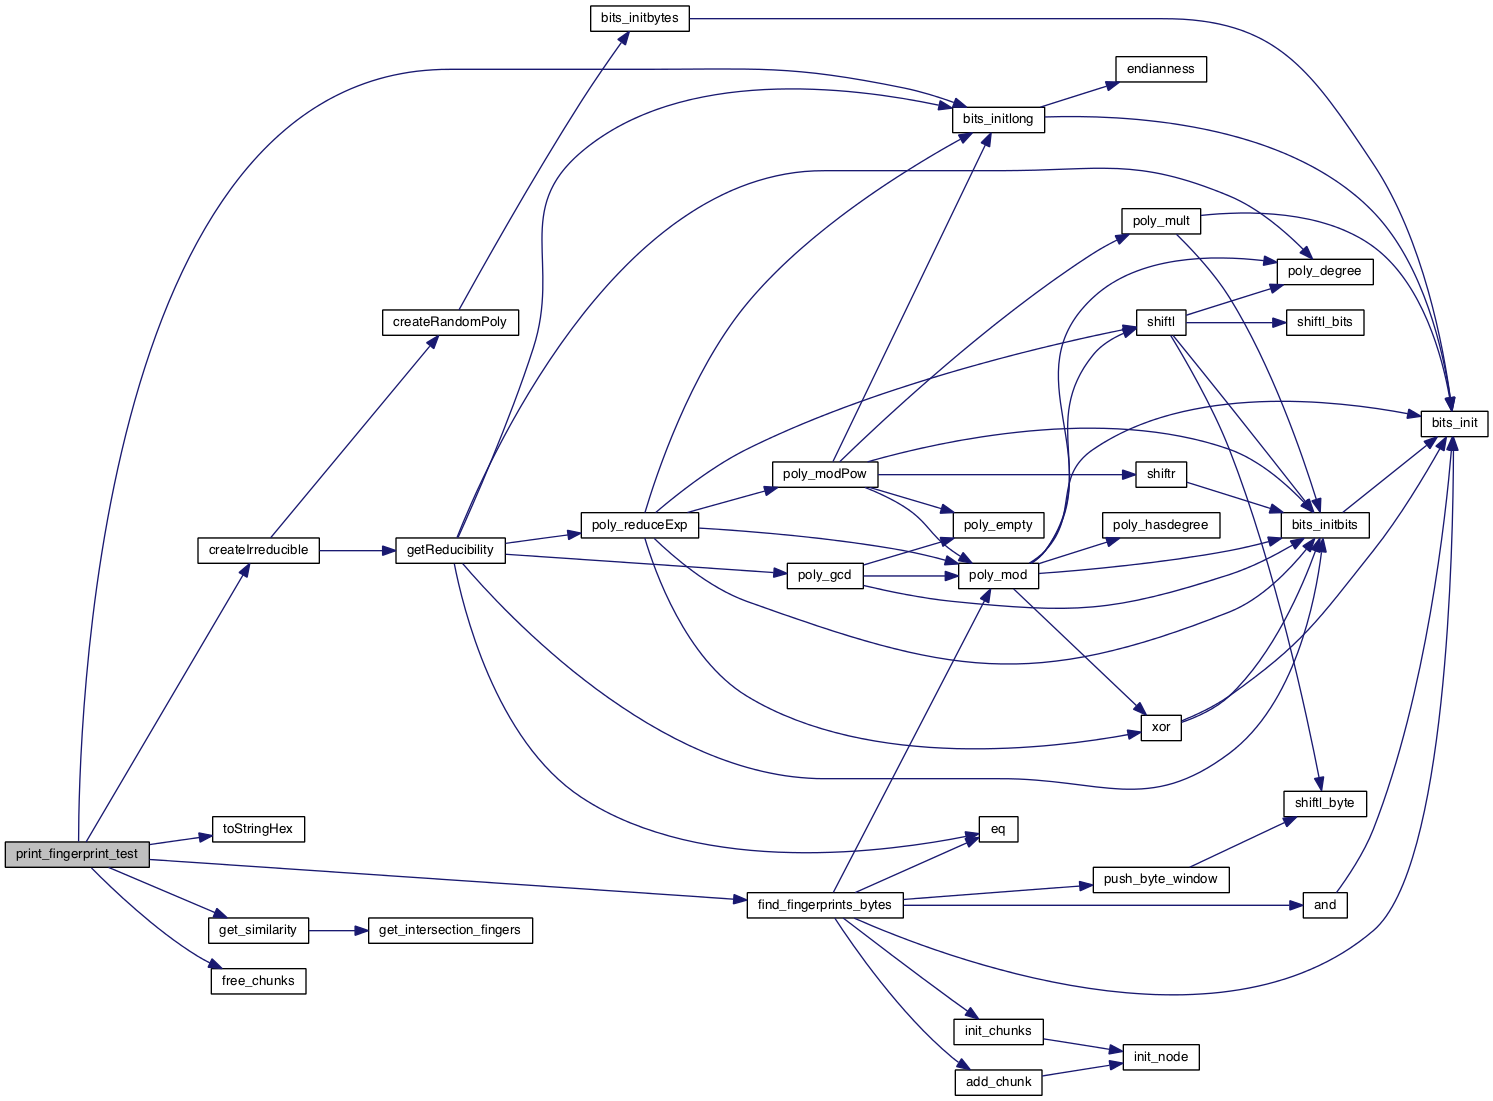 bits_initbytes
endianness
bits_initlong
poly_mult
poly_degree
createRandomPoly
shiftl
shiftl_bits
bits_init
poly_modPow
shiftr
poly_reduceExp
poly_empty
poly_hasdegree
bits_initbits
createIrreducible
getReducibility
poly_gcd
poly_mod
xor
shiftl_byte
toStringHex
eq
print_fingerprint_test
push_byte_window
find_fingerprints_bytes
and
get_similarity
get_intersection_fingers
free_chunks
init_chunks
init_node
add_chunk